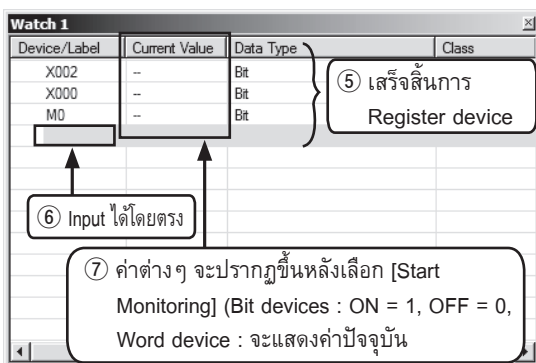 Watch 1
Device/Label Current Value Data Type Class
X002 -- Bit
X000 -- Bit
M0 -- Bit
⑤ เสร็จสิ้นการ
Register device
⑥ Input ได้โดยตรง
⑦ ค่าต่างๆ จะปรากฏขึ้นหลังเลือก [Start
Monitoring] (Bit devices : ON = 1, OFF = 0,
Word device : จะแสดงค่าปัจจุบัน